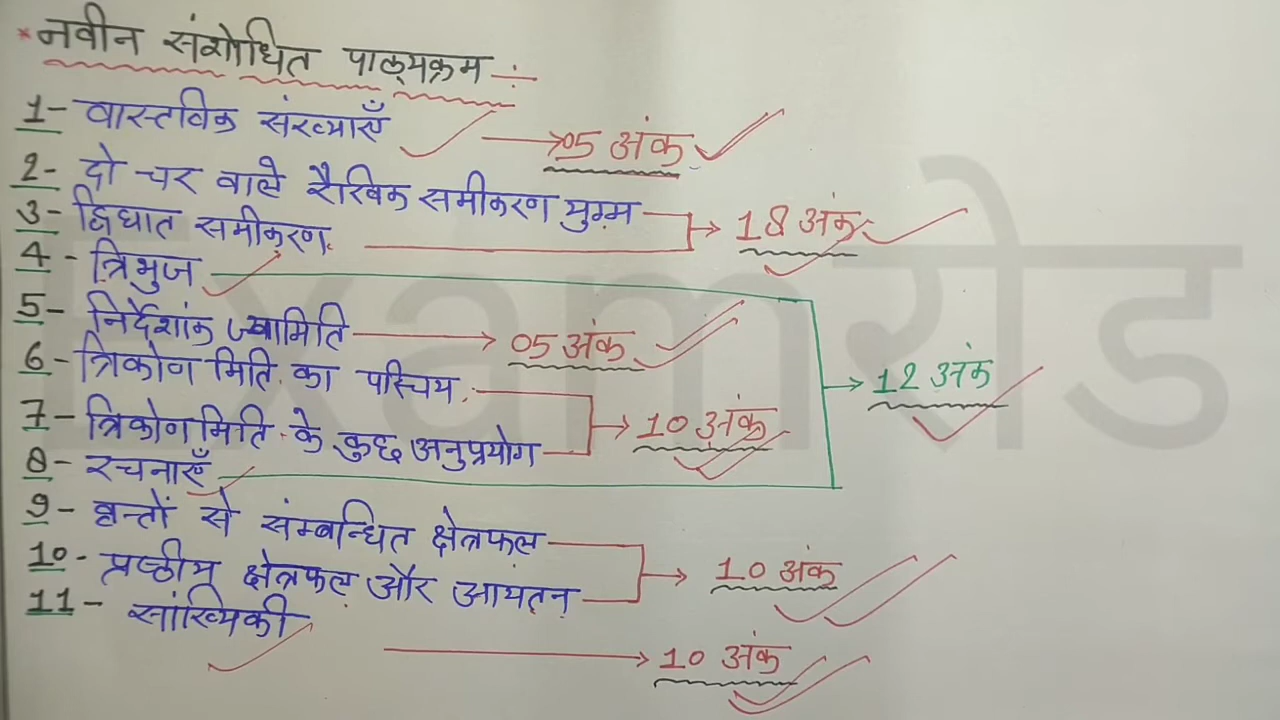 * नवीन संशोधित पाठ्यक्रम :-
1- वास्तविक संख्याएँ → 05 अंक
2- दो चर वाले रैखिक समीकरण युग्म
3- द्विघात समीकरण → 18 अंक
4- त्रिभुज
5- निर्देशांक ज्यामिति → 05 अंक
6- त्रिकोणमिति का परिचय
→ 12 अंक
7- त्रिकोणमिति के कुछ अनुप्रयोग → 10 अंक
8- रचनाएँ
9- वृत्तों से संम्बन्धित क्षेत्रफल
10- पृष्ठीय क्षेत्रफल और आयतन → 10 अंक
11- सांख्यिकी → 10 अंक
Examरोड